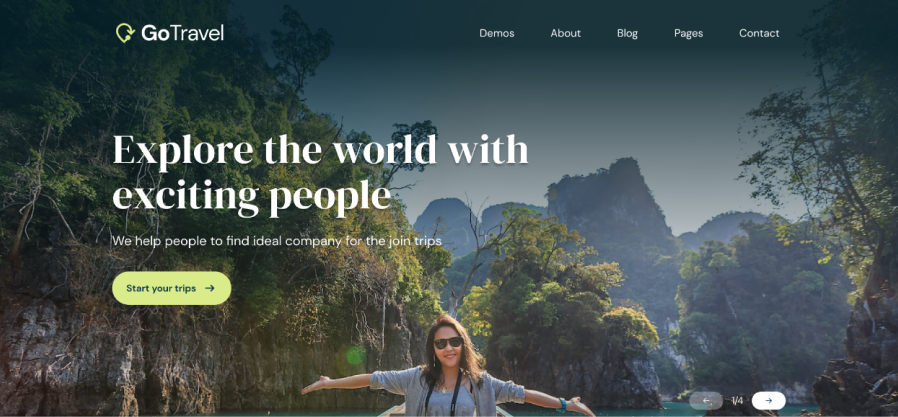 GoTravel
Demos
About
Blog
Pages
Contact
Explore the world with
exciting people
We help people to find ideal company for the join trips
Start your trips →
← 1/4 →